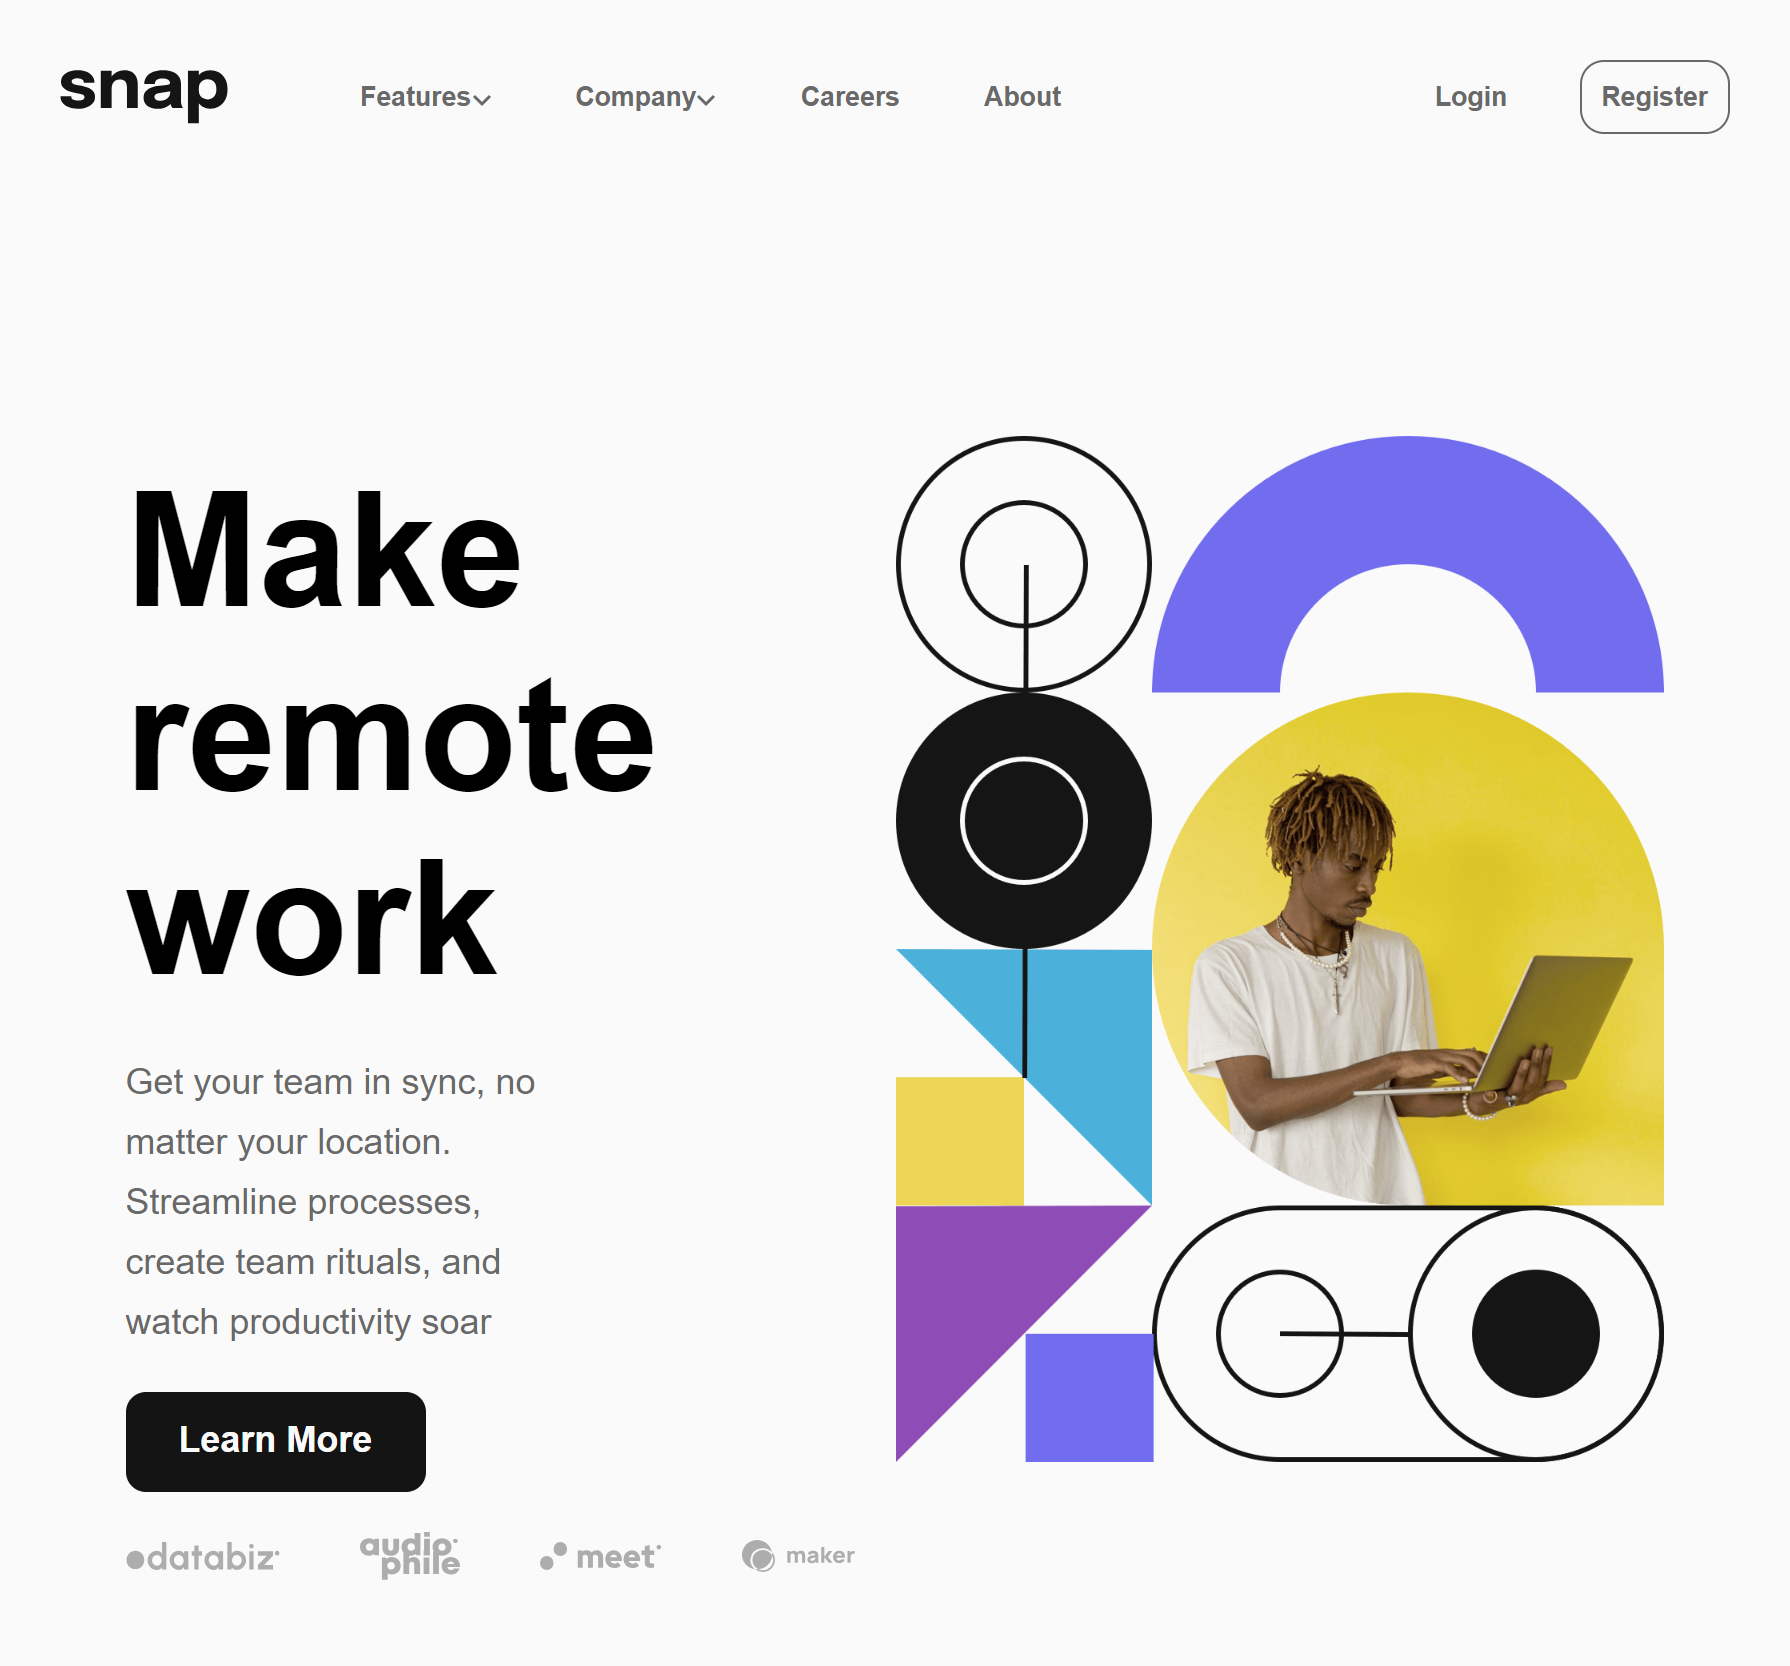 snap Features Company Careers About Login Register
Make
remote
work
Get your team in sync, no
matter your location.
Streamline processes,
create team rituals, and
watch productivity soar
Learn More
databiz audiophile meet maker